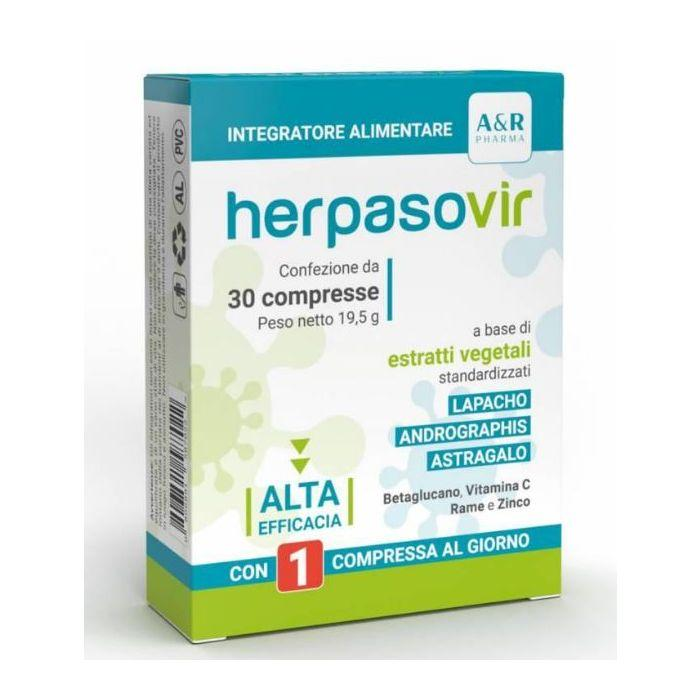 INTEGRATORE ALIMENTARE
A&R
PHARMA
herpasovir
Confezione da
30 compresse
Peso netto 19,5 g
a base di
estratti vegetali
standardizzati
LAPACHO
ANDROGRAPHIS
ASTRAGALO
Betaglucano, Vitamina C
Rame e Zinco
ALTA
EFFICACIA
CON 1 COMPRESSA AL GIORNO
PVC
AL